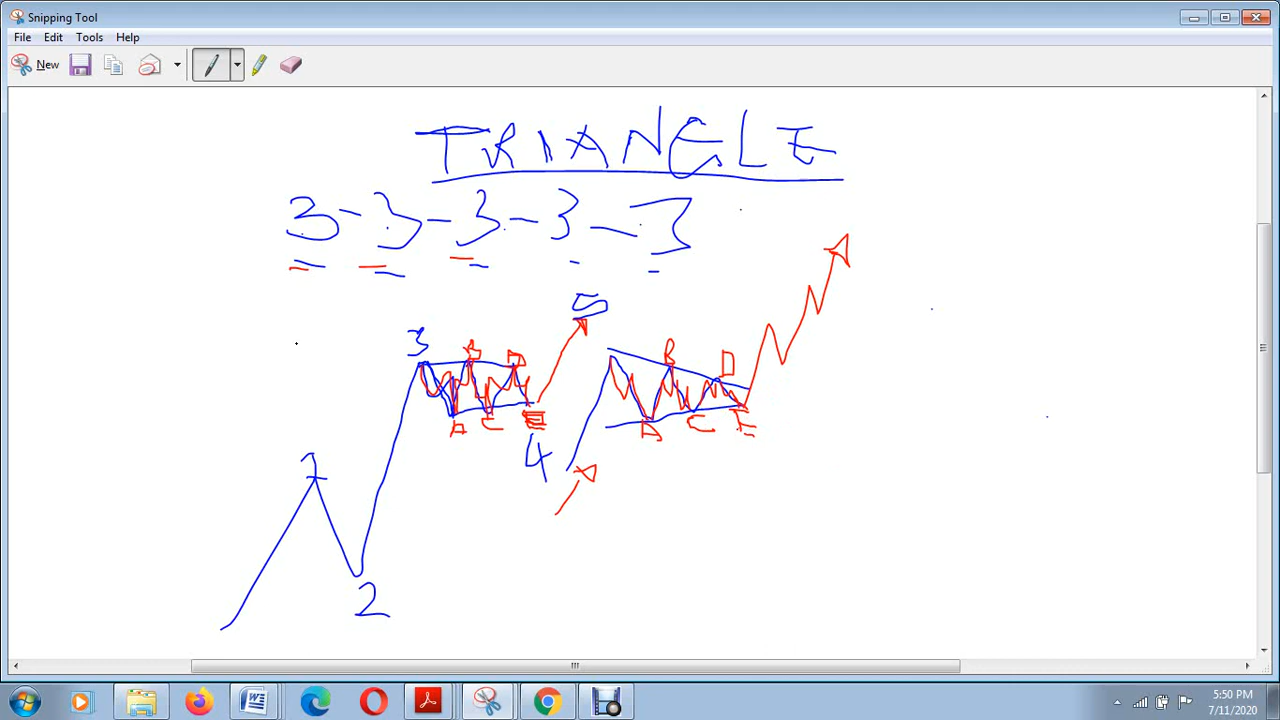 Snipping Tool
File Edit Tools Help
New
TRIANGLE
3-3-3-3-3
5
3
B D B D
A C E A C E
4
1
2
5:50 PM
7/11/2020